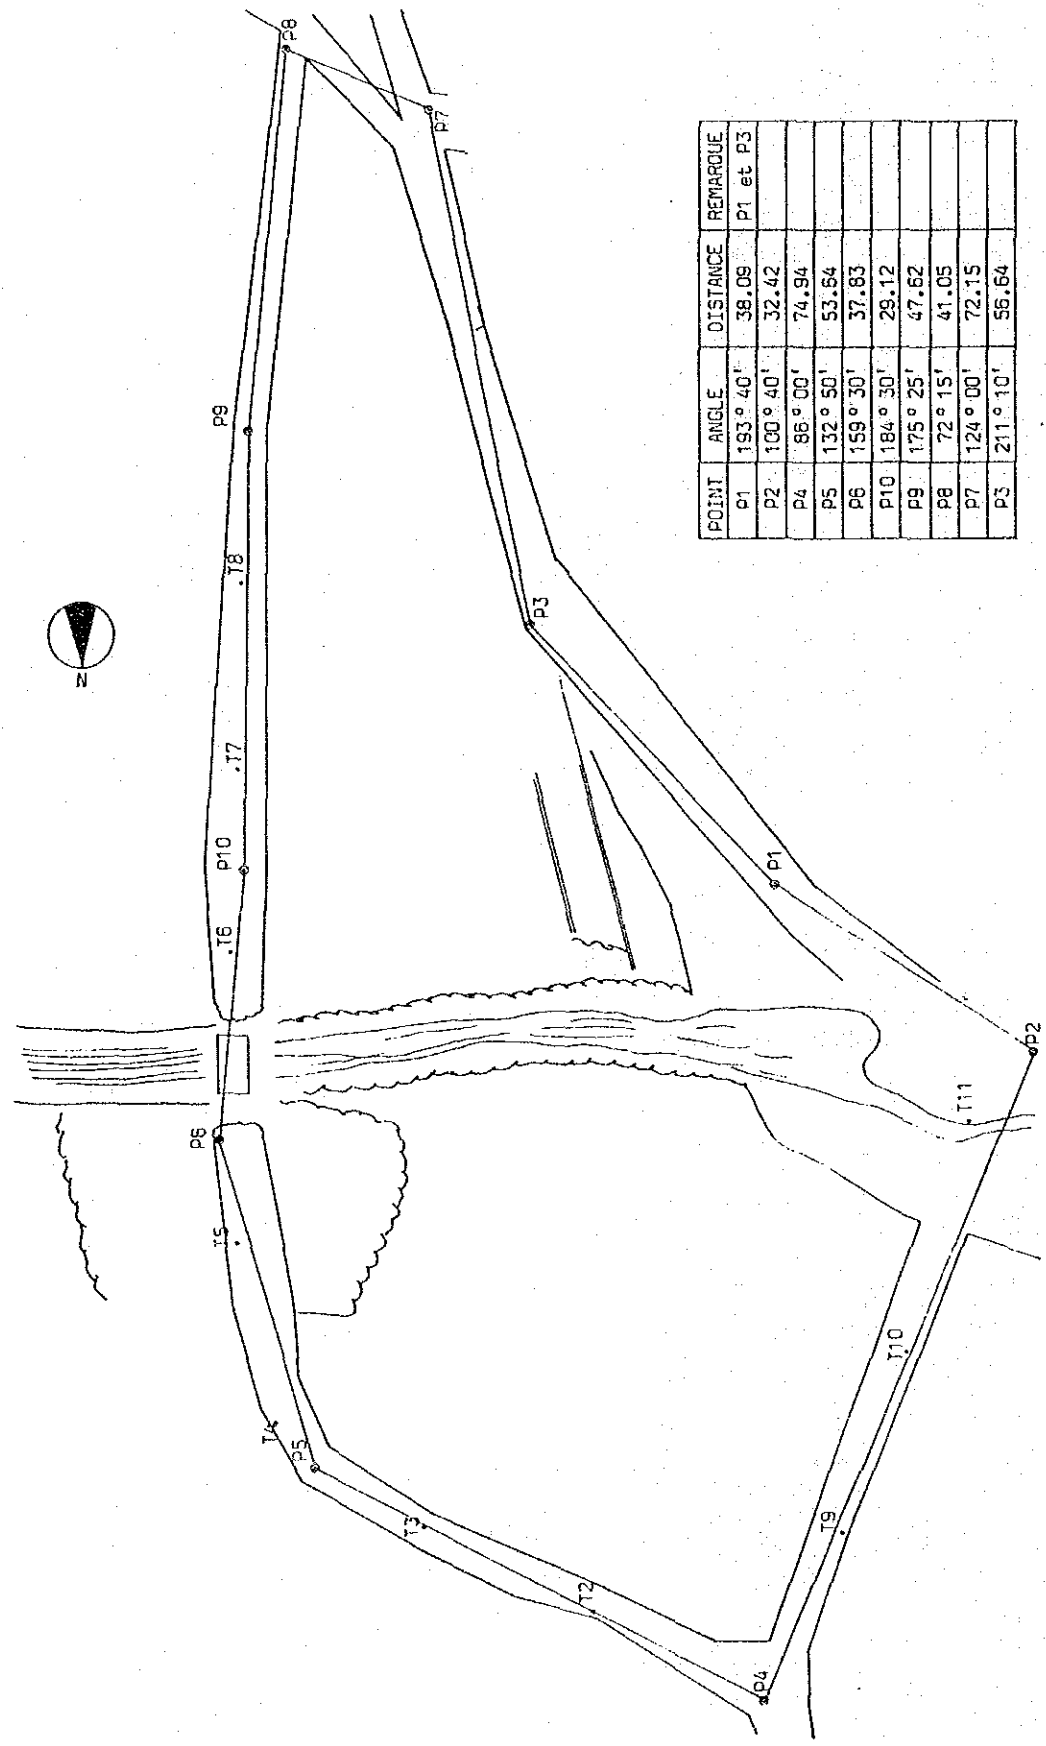 P8
P7
P9
T8
N
P3
T7
P10
T6
P1
P2
T11
P6
T5
T10
T4
P5
T3
T9
T2
P4
POINT ANGLE DISTANCE REMARQUE
P1 193° 40' 38.09 P1 et P3
P2 100° 40' 32.42
P4 86° 00' 74.94
P5 132° 50' 53.64
P6 159° 30' 37.83
P10 184° 30' 29.12
P9 175° 25' 47.62
P8 72° 15' 41.05
P7 124° 00' 72.15
P3 211° 10' 56.64